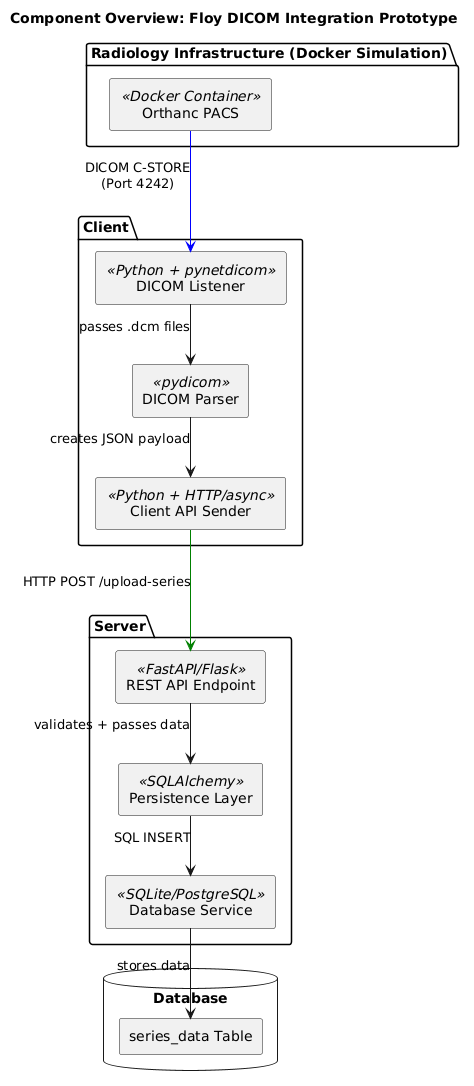 Component Overview: Floy DICOM Integration Prototype
Radiology Infrastructure (Docker Simulation)
«Docker Container»
Orthanc PACS
DICOM C-STORE
(Port 4242)
Client
«Python + pynetdicom»
DICOM Listener
passes .dcm files
«pydicom»
DICOM Parser
creates JSON payload
«Python + HTTP/async»
Client API Sender
HTTP POST /upload-series
Server
«FastAPI/Flask»
REST API Endpoint
validates + passes data
«SQLAlchemy»
Persistence Layer
SQL INSERT
«SQLite/PostgreSQL»
Database Service
stores data
Database
series_data Table